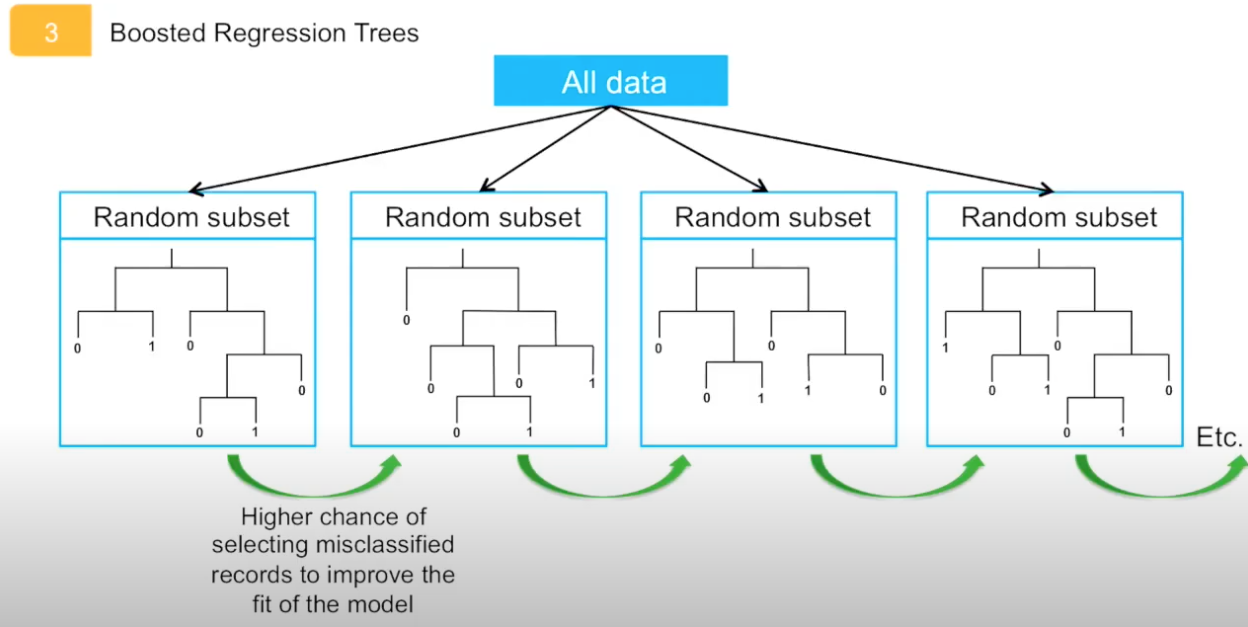 3
Boosted Regression Trees
All data
Random subset
Random subset
Random subset
Random subset
0 1 0
0
0 1
0
0 0 1
0 1
0 0
0 1 1 0
1 0
0 1 0
0 1
Etc.
Higher chance of
selecting misclassified
records to improve the
fit of the model